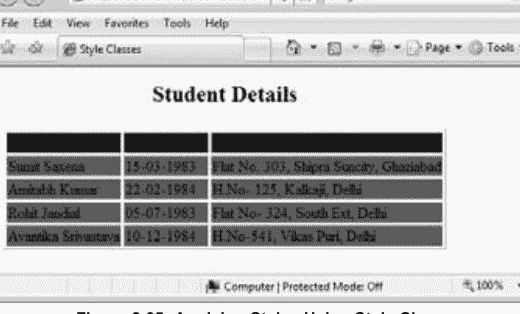 File Edit View Favorites Tools Help
Style Classes
Page Tools
Student Details
Sumit Saxena 15-03-1983 Flat No. 303, Shipra Suncity, Ghaziabad
Amitabh Kumar 22-02-1984 H.No- 125, Kalkaji, Delhi
Rohit Jandial 05-07-1983 Flat No- 324, South Ext, Delhi
Avantika Srivastava 10-12-1984 H.No-541, Vikas Puri, Delhi
Computer | Protected Mode: Off 100%